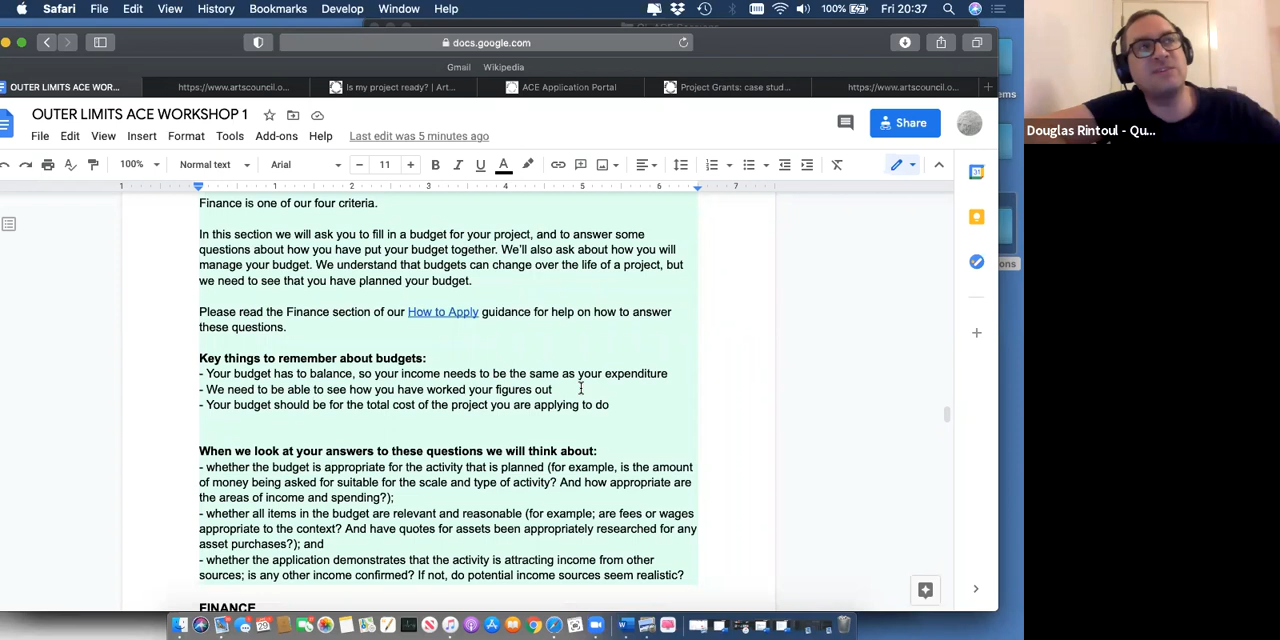 Safari File Edit View History Bookmarks Develop Window Help 100% Fri 20:37
docs.google.com
Gmail Wikipedia
OUTER LIMITS ACE WOR... https://www.artscouncil.o... Is my project ready? | Art... ACE Application Portal Project Grants: case stud... https://www.artscouncil.o...
OUTER LIMITS ACE WORKSHOP 1
File Edit View Insert Format Tools Add-ons Help Last edit was 5 minutes ago
Share
100% Normal text Arial 11
1 1 2 3 4 5 6 7
Finance is one of our four criteria.
In this section we will ask you to fill in a budget for your project, and to answer some
questions about how you have put your budget together. We'll also ask about how you will
manage your budget. We understand that budgets can change over the life of a project, but
we need to see that you have planned your budget.
Please read the Finance section of our How to Apply guidance for help on how to answer
these questions.
Key things to remember about budgets:
- Your budget has to balance, so your income needs to be the same as your expenditure
- We need to be able to see how you have worked your figures out
- Your budget should be for the total cost of the project you are applying to do
When we look at your answers to these questions we will think about:
- whether the budget is appropriate for the activity that is planned (for example, is the amount
of money being asked for suitable for the scale and type of activity? And how appropriate are
the areas of income and spending?);
- whether all items in the budget are relevant and reasonable (for example; are fees or wages
appropriate to the context? And have quotes for assets been appropriately researched for any
asset purchases?); and
- whether the application demonstrates that the activity is attracting income from other
sources; is any other income confirmed? If not, do potential income sources seem realistic?
FINANCE
Douglas Rintoul - Qu...
ems
ons